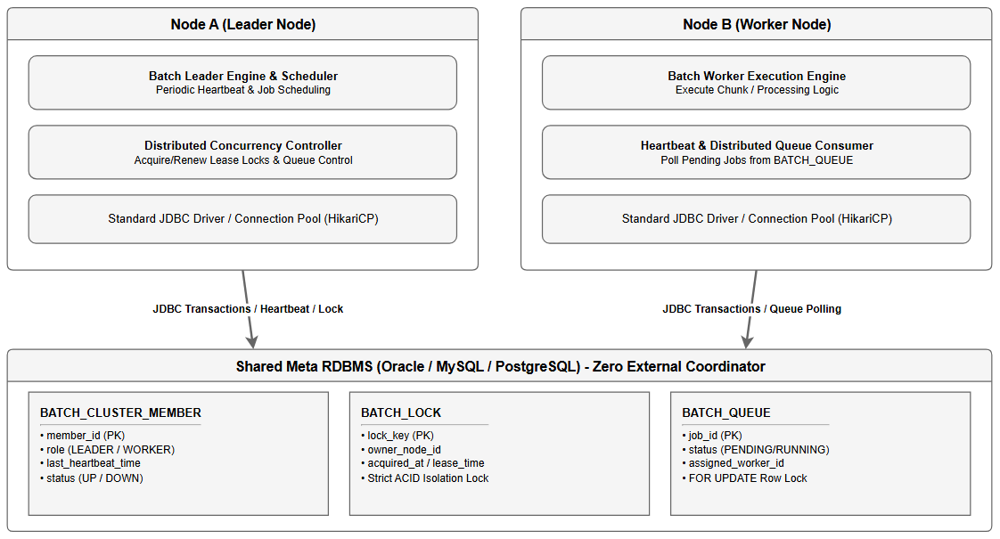 Node A (Leader Node)
Batch Leader Engine & Scheduler
Periodic Heartbeat & Job Scheduling
Distributed Concurrency Controller
Acquire/Renew Lease Locks & Queue Control
Standard JDBC Driver / Connection Pool (HikariCP)
Node B (Worker Node)
Batch Worker Execution Engine
Execute Chunk / Processing Logic
Heartbeat & Distributed Queue Consumer
Poll Pending Jobs from BATCH_QUEUE
Standard JDBC Driver / Connection Pool (HikariCP)
JDBC Transactions / Heartbeat / Lock
JDBC Transactions / Queue Polling
Shared Meta RDBMS (Oracle / MySQL / PostgreSQL) - Zero External Coordinator
BATCH_CLUSTER_MEMBER
• member_id (PK)
• role (LEADER / WORKER)
• last_heartbeat_time
• status (UP / DOWN)
BATCH_LOCK
• lock_key (PK)
• owner_node_id
• acquired_at / lease_time
• Strict ACID Isolation Lock
BATCH_QUEUE
• job_id (PK)
• status (PENDING/RUNNING)
• assigned_worker_id
• FOR UPDATE Row Lock